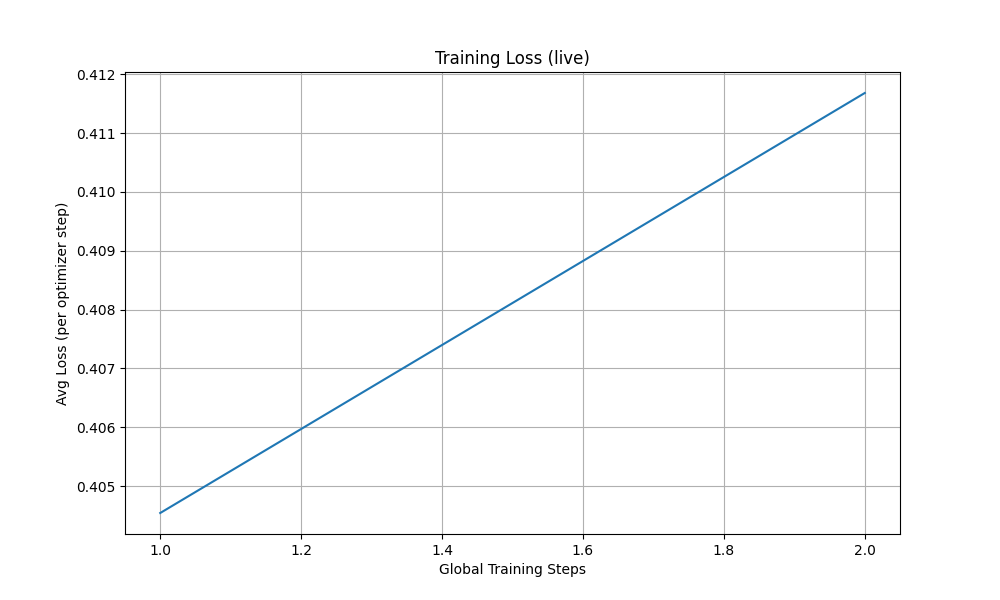 Training Loss (live)
0.412
0.411
0.410
0.409
0.408
0.407
0.406
0.405
Avg Loss (per optimizer step)
1.0 1.2 1.4 1.6 1.8 2.0
Global Training Steps